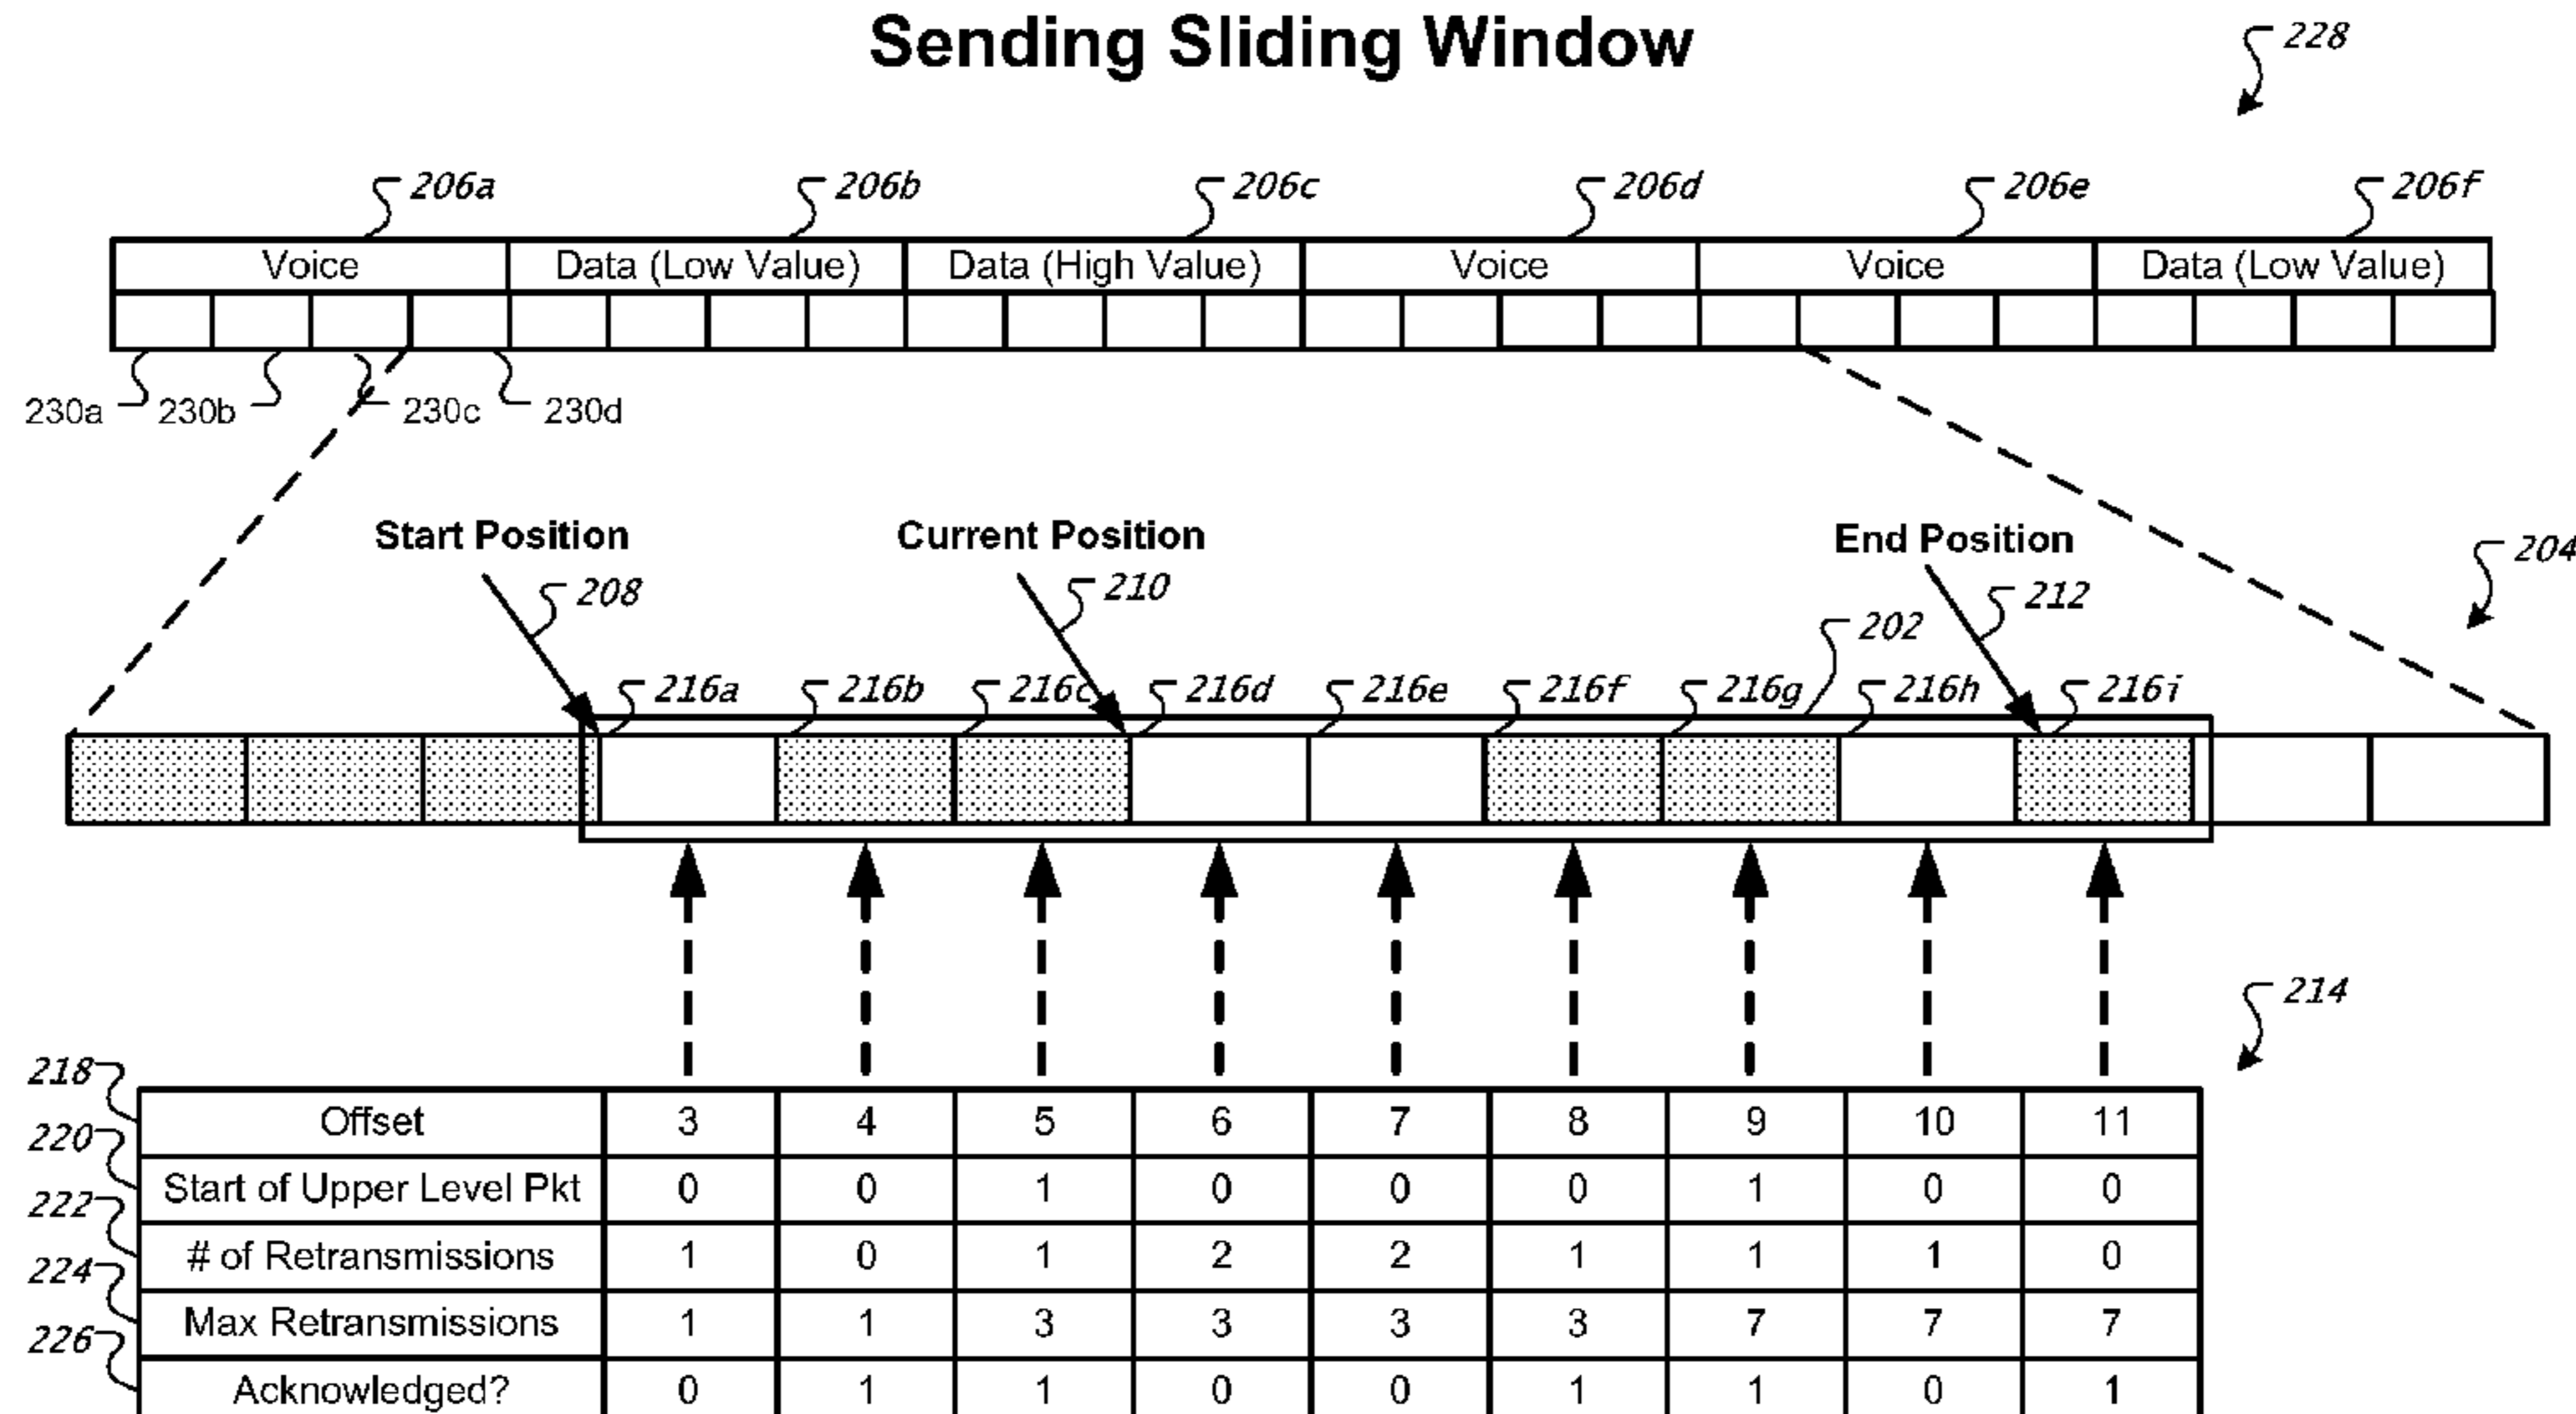 Sending Sliding Window
228
206a 206b 206c 206d 206e 206f
Voice Data (Low Value) Data (High Value) Voice Voice Data (Low Value)
230a 230b 230c 230d
Start Position Current Position End Position
204
208 210 212
202
216a 216b 216c 216d 216e 216f 216g 216h 216i
214
218
Offset 3 4 5 6 7 8 9 10 11
220
Start of Upper Level Pkt 0 0 1 0 0 0 1 0 0
222
# of Retransmissions 1 0 1 2 2 1 1 1 0
224
Max Retransmissions 1 1 3 3 3 3 7 7 7
226
Acknowledged? 0 1 1 0 0 1 1 0 1